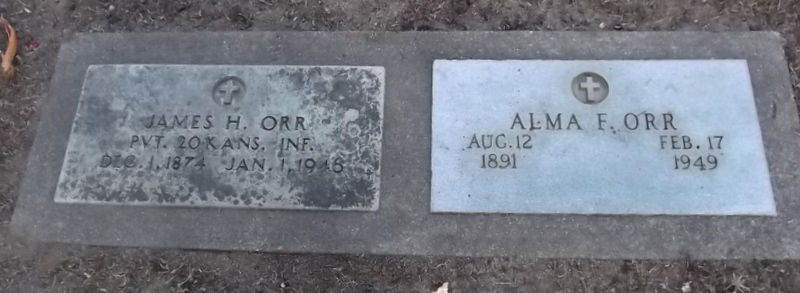 JAMES H. ORR
PVT. 20 KANS. INF.
DEC. 1, 1874 JAN. 1, 1946
ALMA F. ORR
AUG. 12 FEB. 17
1891 1949